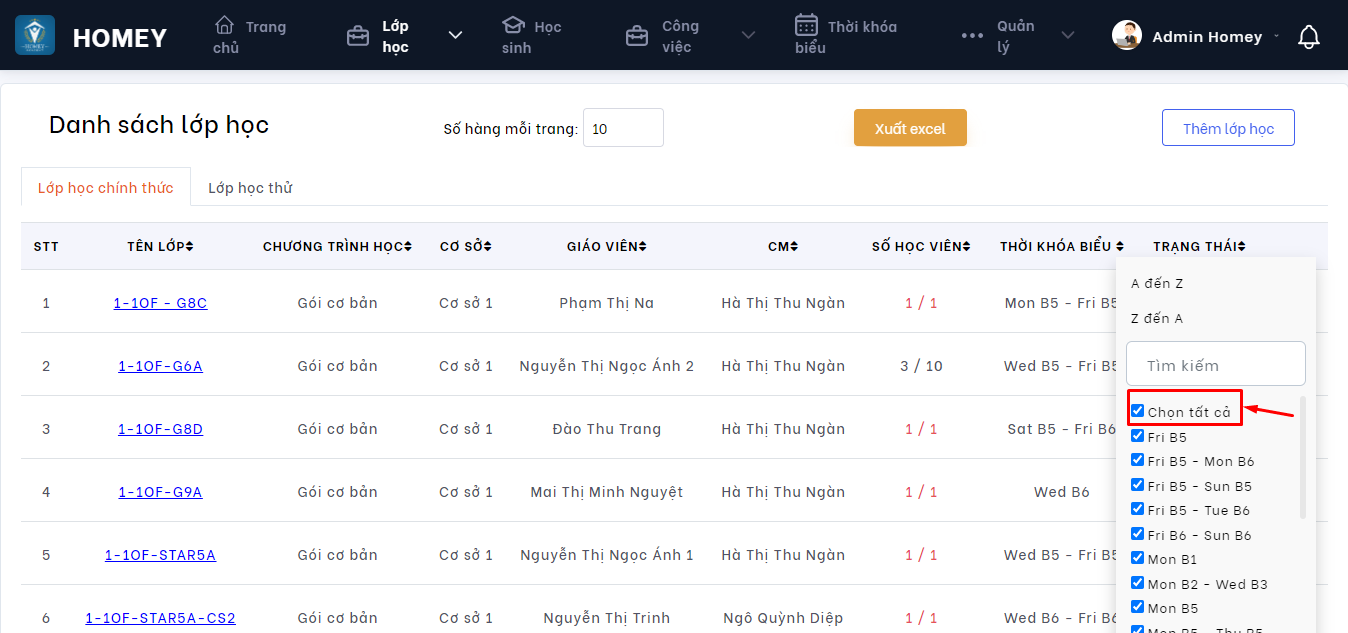 HOMEY
Trang chủ
Lớp học
Học sinh
Công việc
Thời khóa biểu
Quản lý
Admin Homey
Danh sách lớp học
Số hàng mỗi trang: 10
Xuất excel
Thêm lớp học
Lớp học chính thức
Lớp học thử
STT TÊN LỚP CHƯƠNG TRÌNH HỌC CƠ SỞ GIÁO VIÊN CM SỐ HỌC VIÊN THỜI KHÓA BIỂU TRẠNG THÁI
1 1-1OF - G8C Gói cơ bản Cơ sở 1 Phạm Thị Na Hà Thị Thu Ngàn 1 / 1 Mon B5 - Fri B5
2 1-1OF-G6A Gói cơ bản Cơ sở 1 Nguyễn Thị Ngọc Ánh 2 Hà Thị Thu Ngàn 3 / 10 Wed B5 - Fri B5
3 1-1OF-G8D Gói cơ bản Cơ sở 1 Đào Thu Trang Hà Thị Thu Ngàn 1 / 1 Sat B5 - Fri B6
4 1-1OF-G9A Gói cơ bản Cơ sở 1 Mai Thị Minh Nguyệt Hà Thị Thu Ngàn 1 / 1 Wed B6
5 1-1OF-STAR5A Gói cơ bản Cơ sở 1 Nguyễn Thị Ngọc Ánh 1 Hà Thị Thu Ngàn 1 / 1 Wed B5 - Fri B5
6 1-1OF-STAR5A-CS2 Gói cơ bản Cơ sở 1 Nguyễn Thị Trinh Ngô Quỳnh Diệp 1 / 1 Wed B6 - Fri B6
A đến Z
Z đến A
Tìm kiếm
Chọn tất cả
Fri B5
Fri B5 - Mon B6
Fri B5 - Sun B5
Fri B5 - Tue B6
Fri B6 - Sun B6
Mon B1
Mon B2 - Wed B3
Mon B5
Mon B5 - Thu B5